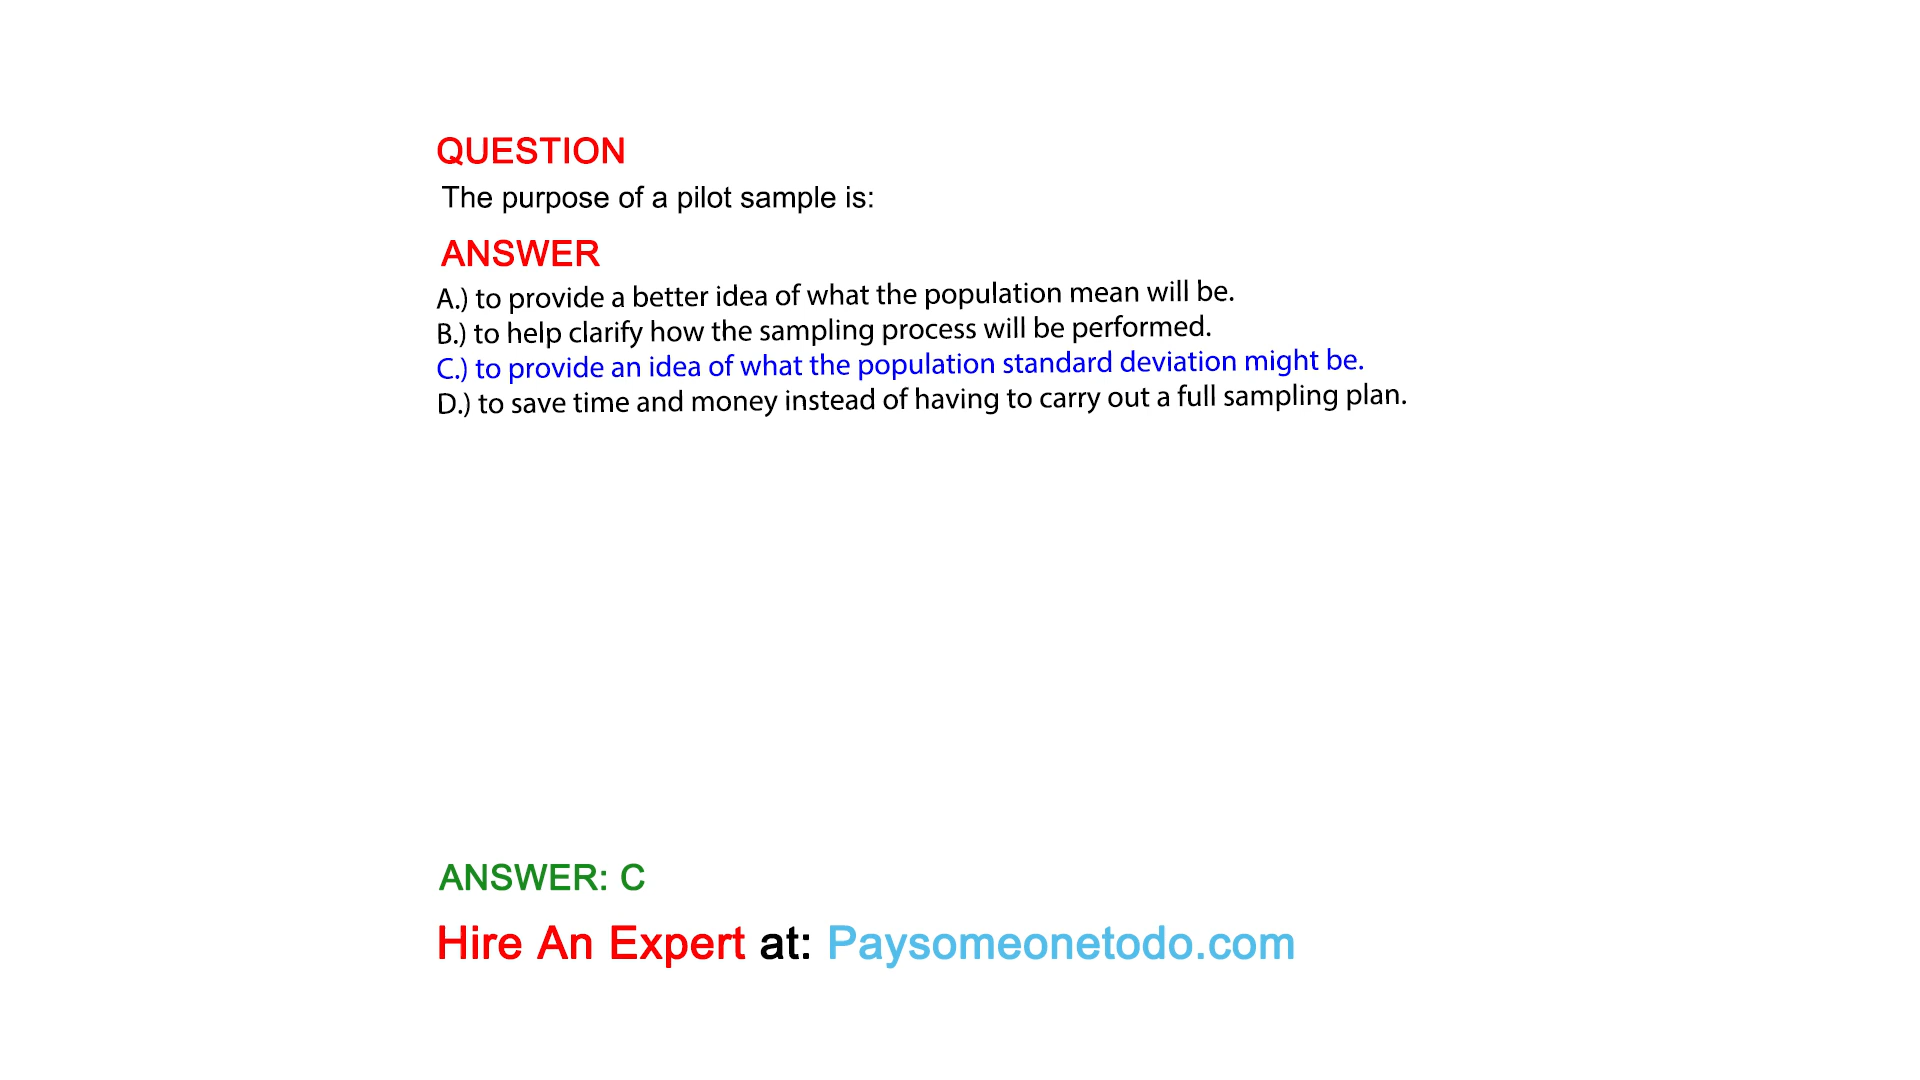 QUESTION
The purpose of a pilot sample is:
ANSWER
A.) to provide a better idea of what the population mean will be.
B.) to help clarify how the sampling process will be performed.
C.) to provide an idea of what the population standard deviation might be.
D.) to save time and money instead of having to carry out a full sampling plan.
ANSWER: C
Hire An Expert at: Paysomeonetodo.com